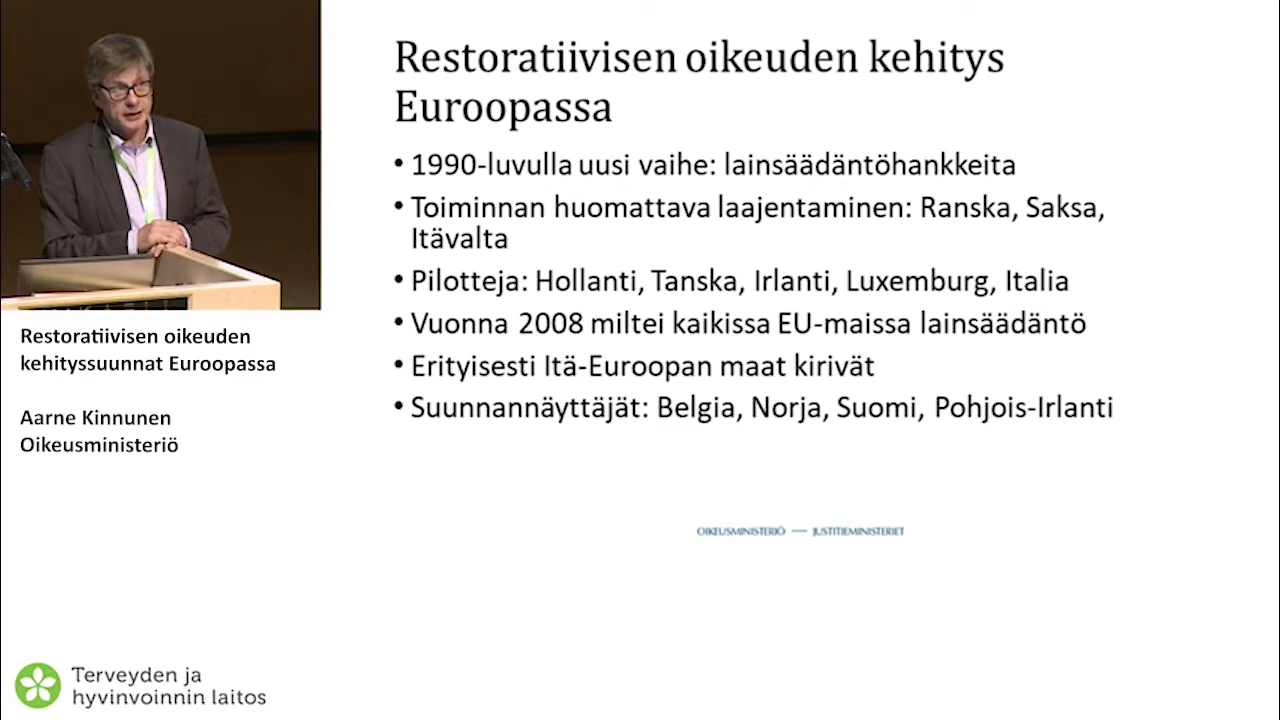 Restoratiivisen oikeuden kehitys
Euroopassa
• 1990-luvulla uusi vaihe: lainsäädäntöhankkeita
• Toiminnan huomattava laajentaminen: Ranska, Saksa,
Itävalta
• Pilotteja: Hollanti, Tanska, Irlanti, Luxemburg, Italia
• Vuonna 2008 miltei kaikissa EU-maissa lainsäädäntö
• Erityisesti Itä-Euroopan maat kirivät
• Suunnannäyttäjät: Belgia, Norja, Suomi, Pohjois-Irlanti
OIKEUSMINISTERIÖ — JUSTITIEMINISTERIET
Restoratiivisen oikeuden
kehityssuunnat Euroopassa
Aarne Kinnunen
Oikeusministeriö
Terveyden ja
hyvinvoinnin laitos